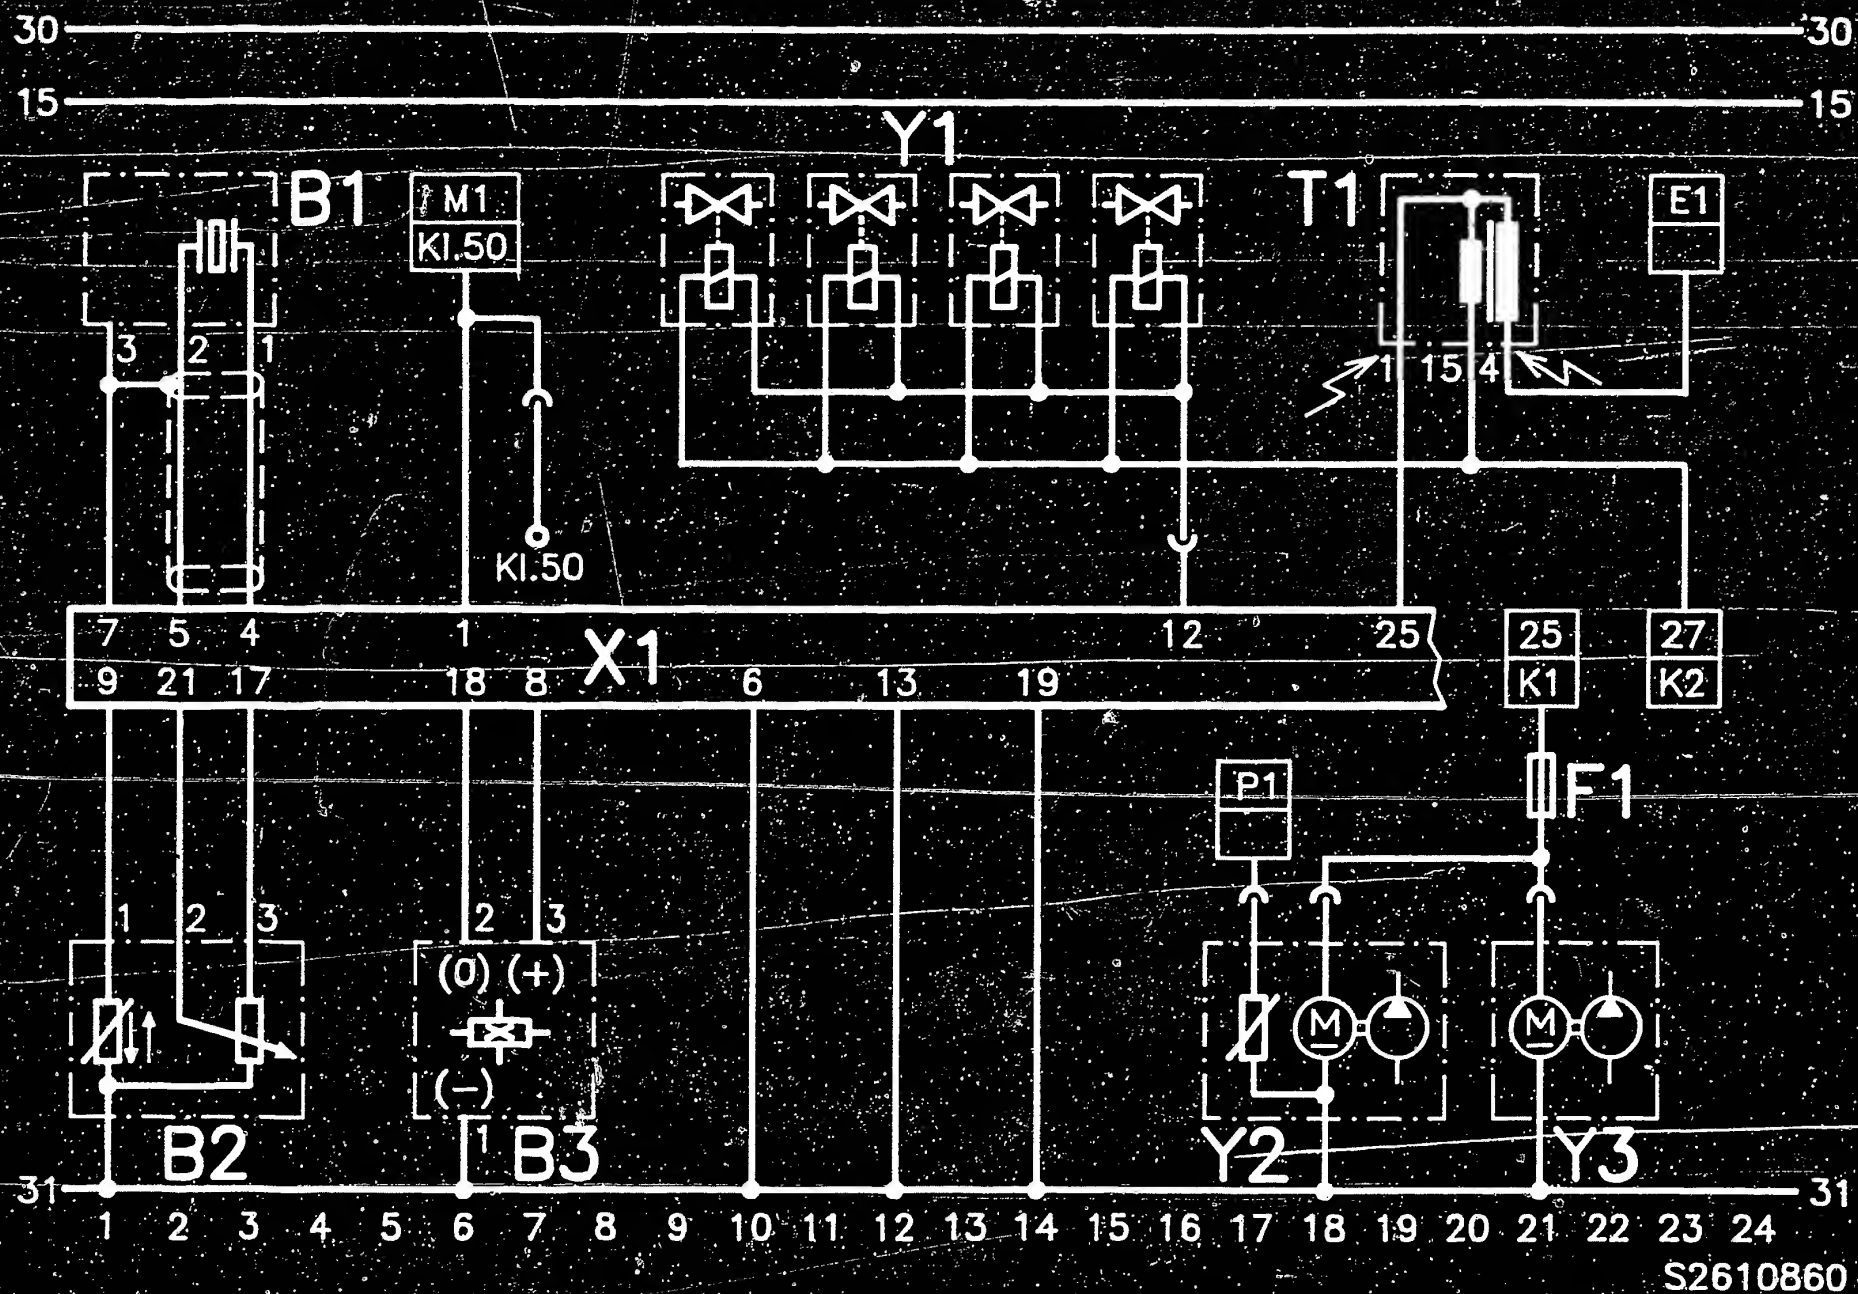 30 30
15 15
Y1
B1 M1 T1 E1
Kl.50
3 2 1
1 15 4
Kl.50
7 5 4 1 12 25 25 27
X1
9 21 17 18 8 6 13 19 K1 K2
P1 F1
1 2 3 2 3
(0) (+)
M M
(−)
B2 1 B3 Y2 Y3
31 31
1 2 3 4 5 6 7 8 9 10 11 12 13 14 15 16 17 18 19 20 21 22 23 24
S2610860